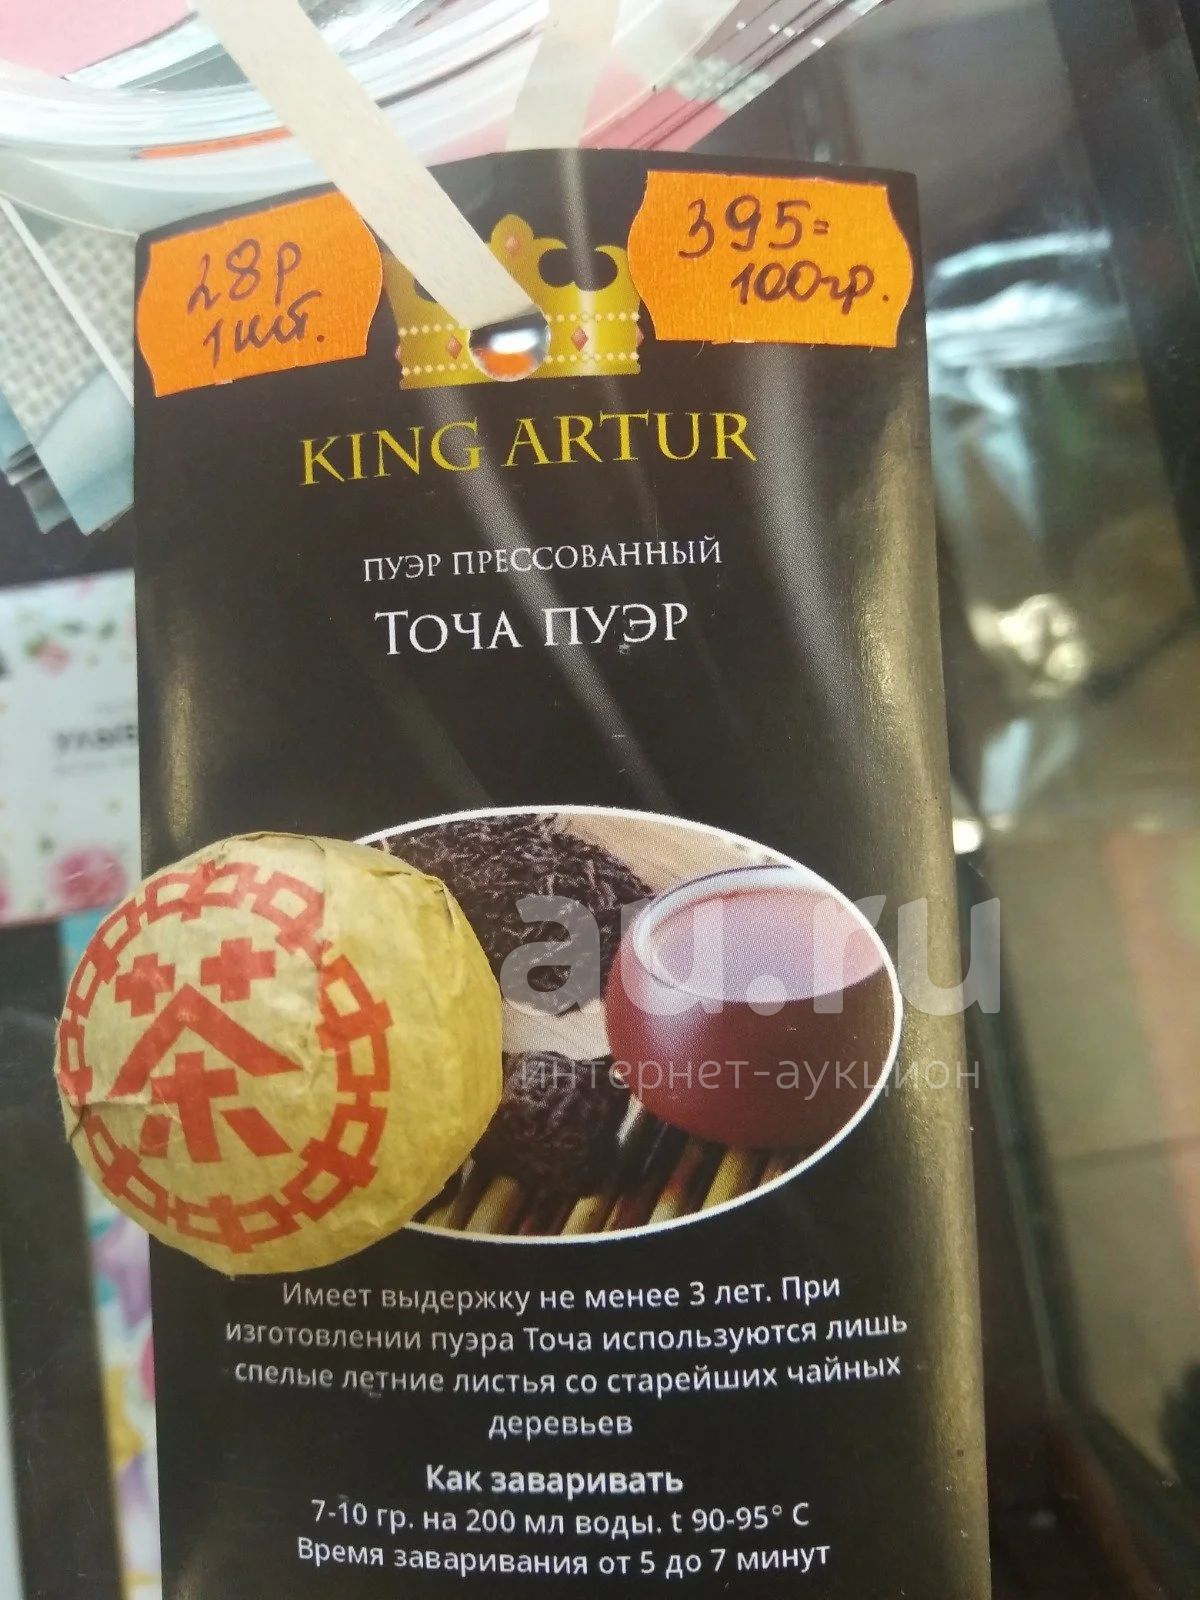 28р
1 шт.
395=
100гр.
KING ARTUR
ПУЭР ПРЕССОВАННЫЙ
ТОЧА ПУЭР
茶
au.ru
интернет-аукцион
Имеет выдержку не менее 3 лет. При
изготовлении пуэра Точа используются лишь
спелые летние листья со старейших чайных
деревьев
Как заваривать
7-10 гр. на 200 мл воды. t 90-95° C
Время заваривания от 5 до 7 минут